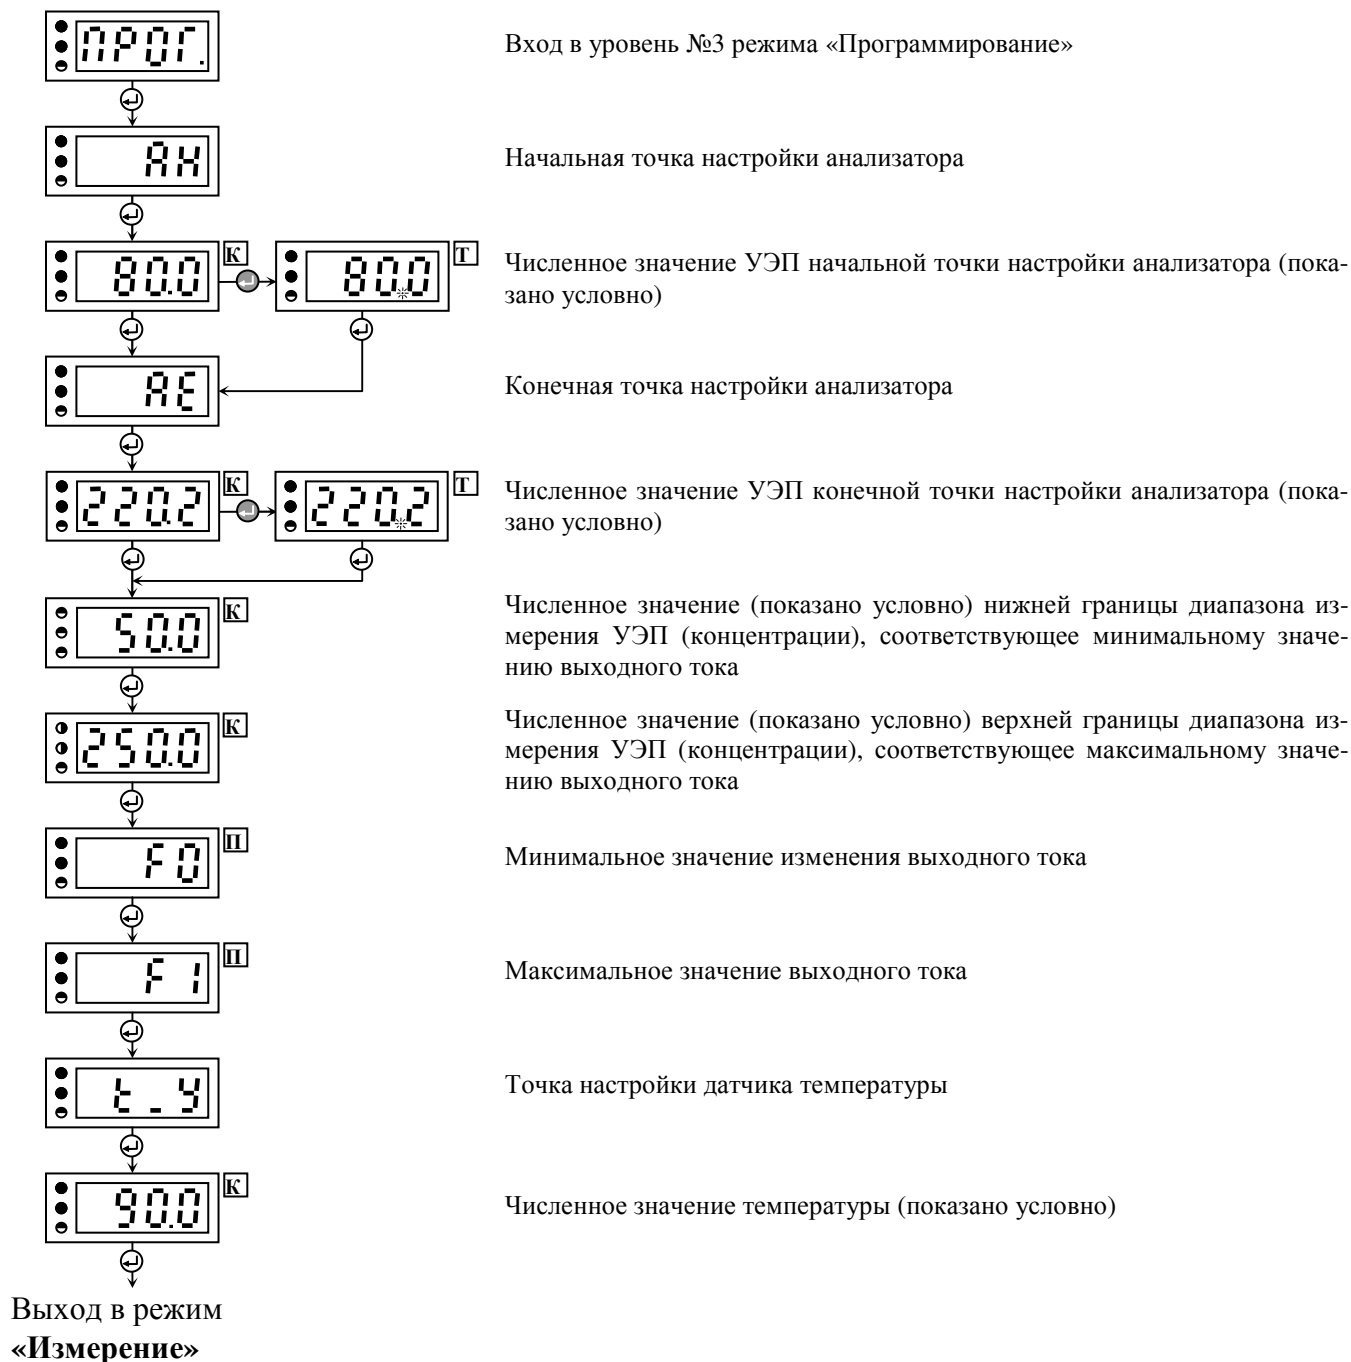 ПРОГ.
Вход в уровень №3 режима «Программирование»
АН
Начальная точка настройки анализатора
80.0 К
80.0 Т
Численное значение УЭП начальной точки настройки анализатора (пока-
зано условно)
АЕ
Конечная точка настройки анализатора
220.2 К
220.2 Т
Численное значение УЭП конечной точки настройки анализатора (пока-
зано условно)
50.0 К
Численное значение (показано условно) нижней границы диапазона из-
мерения УЭП (концентрации), соответствующее минимальному значе-
нию выходного тока
250.0 К
Численное значение (показано условно) верхней границы диапазона из-
мерения УЭП (концентрации), соответствующее максимальному значе-
нию выходного тока
F0 П
Минимальное значение изменения выходного тока
F1 П
Максимальное значение выходного тока
t_У
Точка настройки датчика температуры
90.0 К
Численное значение температуры (показано условно)
Выход в режим
«Измерение»